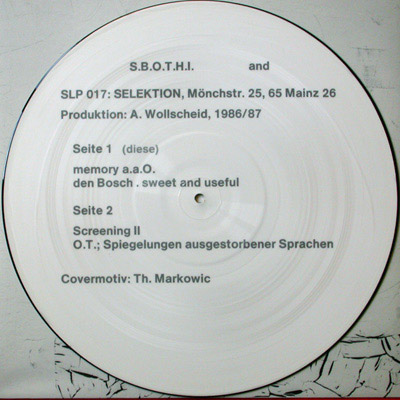 S.B.O.T.H.I. and
SLP 017: SELEKTION, Mönchstr. 25, 65 Mainz 26
Produktion: A. Wollscheid, 1986/87
Seite 1 (diese)
memory a.a.O.
den Bosch . sweet and useful
Seite 2
Screening II
O.T.; Spiegelungen ausgestorbener Sprachen
Covermotiv: Th. Markowic